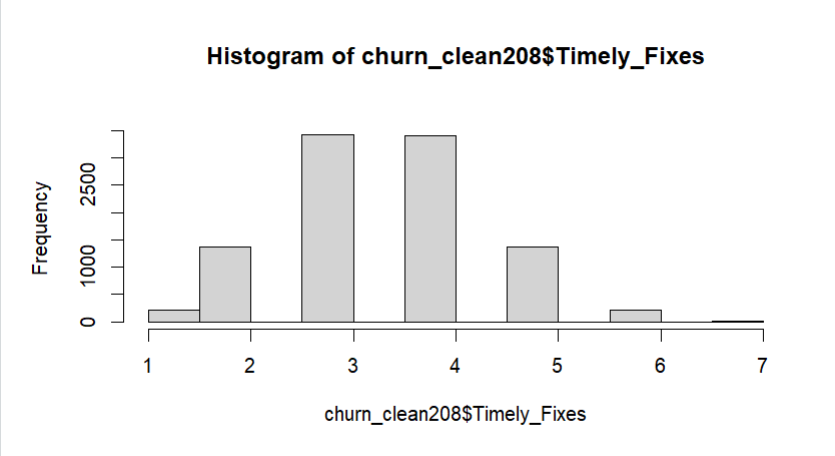 Histogram of churn_clean208$Timely_Fixes
Frequency
2500
1000
0
1 2 3 4 5 6 7
churn_clean208$Timely_Fixes